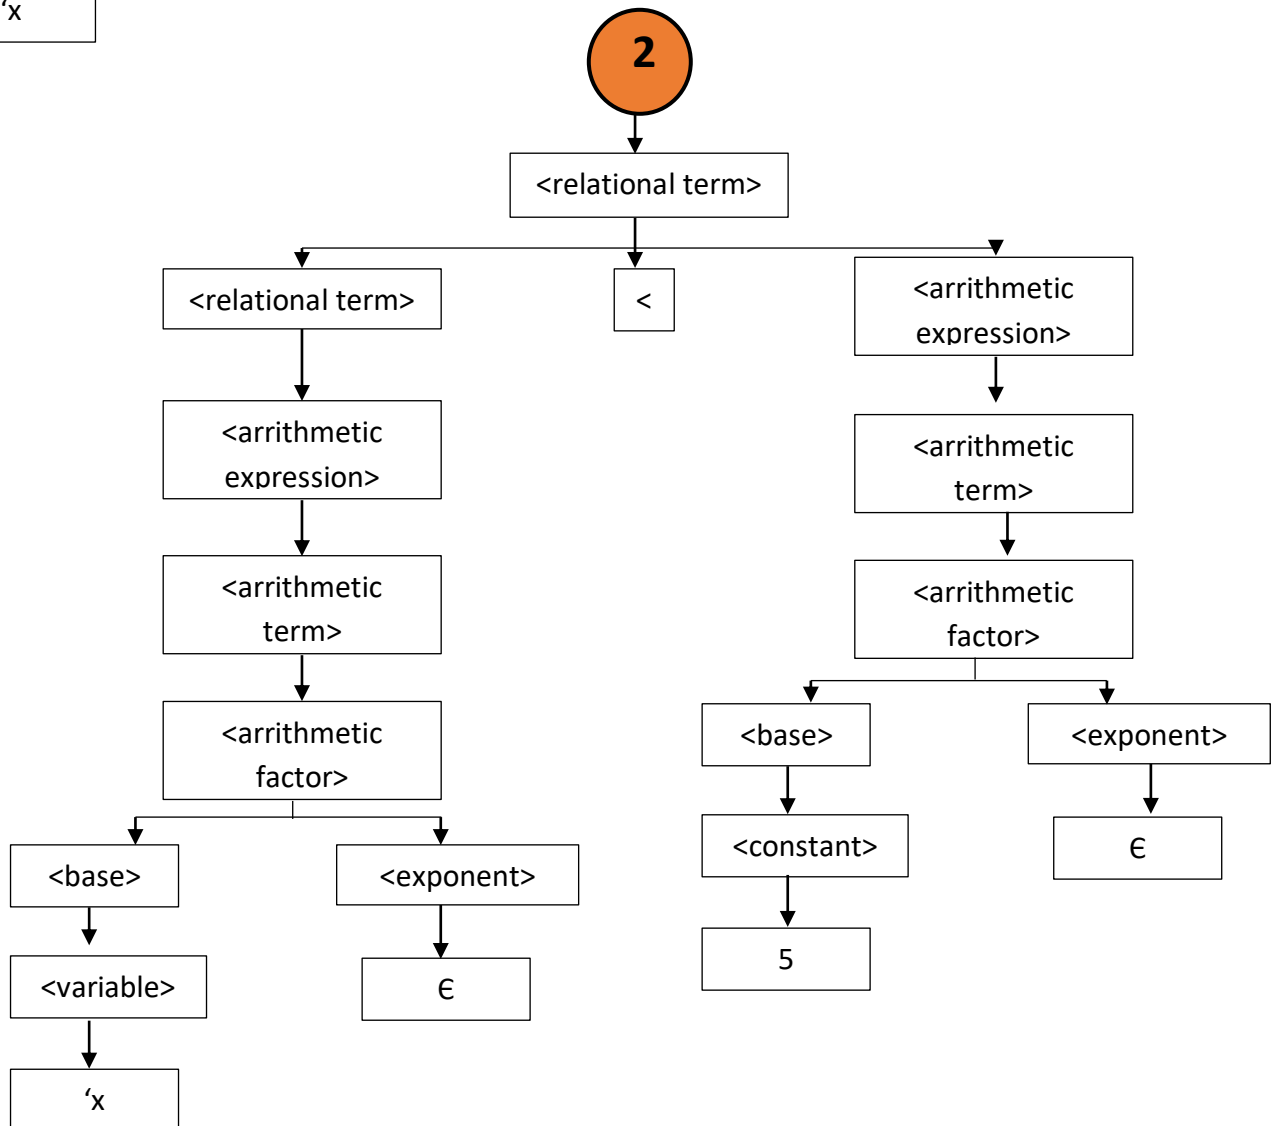 ‘x
2
<relational term>
<relational term>
<
<arrithmetic
expression>
<arrithmetic
expression>
<arrithmetic
term>
<arrithmetic
term>
<arrithmetic
factor>
<arrithmetic
factor>
<base>
<exponent>
<constant>
Є
5
<base>
<exponent>
<variable>
Є
‘x